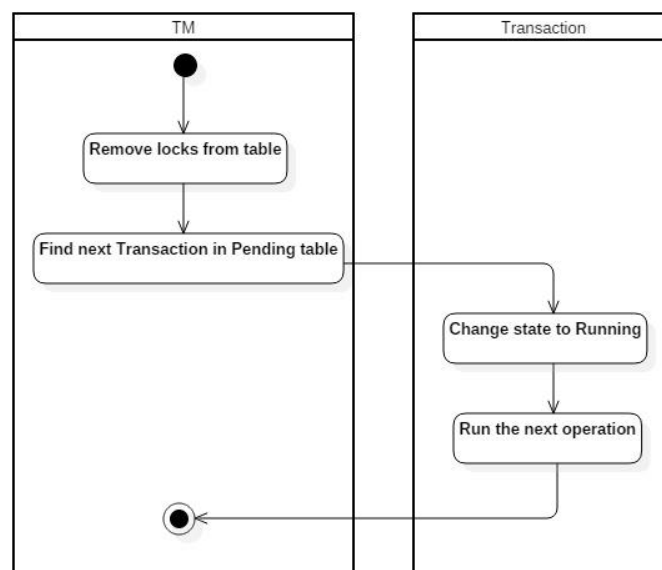 TM
Transaction
Remove locks from table
Find next Transaction in Pending table
Change state to Running
Run the next operation